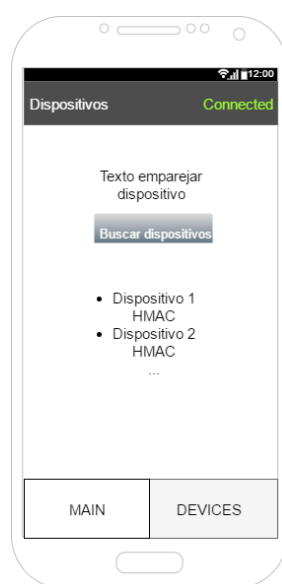 12:00
Dispositivos Connected
Texto emparejar
dispositivo
Buscar dispositivos
• Dispositivo 1
HMAC
• Dispositivo 2
HMAC
...
MAIN DEVICES